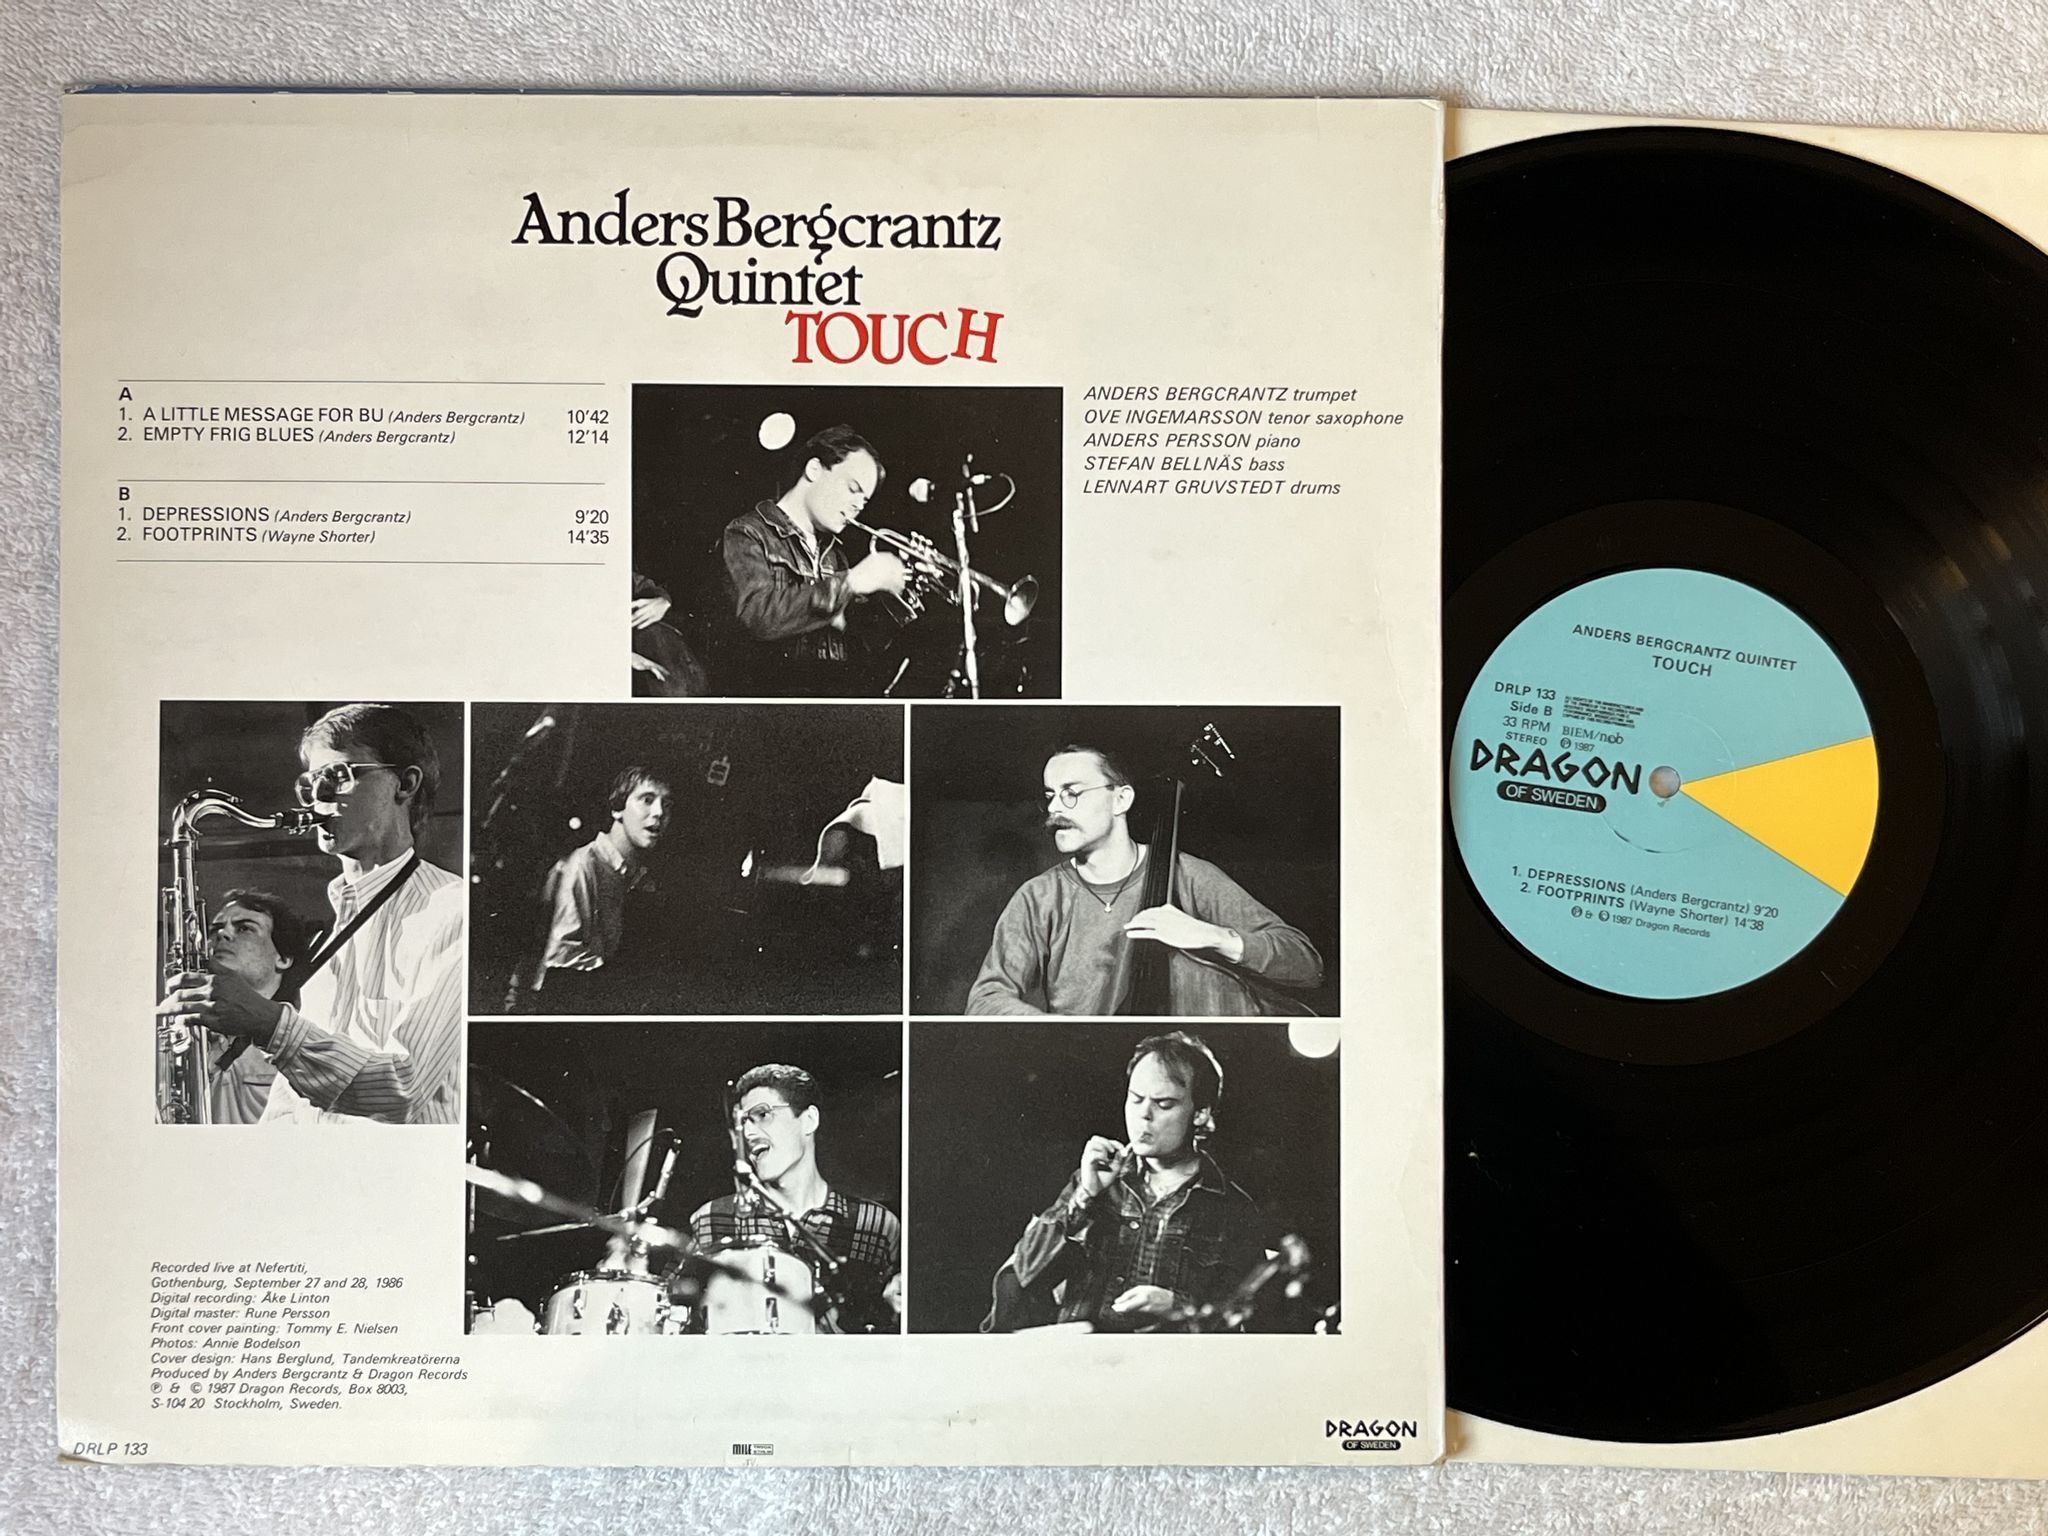 Anders Bergcrantz
Quintet
TOUCH
A
1. A LITTLE MESSAGE FOR BU (Anders Bergcrantz) 10'42
2. EMPTY FRIG BLUES (Anders Bergcrantz) 12'14
B
1. DEPRESSIONS (Anders Bergcrantz) 9'20
2. FOOTPRINTS (Wayne Shorter) 14'35
ANDERS BERGCRANTZ trumpet
OVE INGEMARSSON tenor saxophone
ANDERS PERSSON piano
STEFAN BELLNÄS bass
LENNART GRUVSTEDT drums
Recorded live at Nefertiti,
Gothenburg, September 27 and 28, 1986
Digital recording: Åke Linton
Digital master: Rune Persson
Front cover painting: Tommy E. Nielsen
Photos: Annie Bodelson
Cover design: Hans Berglund, Tandemkreatörerna
Produced by Anders Bergcrantz & Dragon Records
℗ & © 1987 Dragon Records, Box 8003,
S-104 20 Stockholm, Sweden.
DRLP 133
MILE
DRAGON
OF SWEDEN
ANDERS BERGCRANTZ QUINTET
TOUCH
DRLP 133
Side B
33 RPM BIEM/ncb
STEREO ℗ 1987
DRAGON
OF SWEDEN
1. DEPRESSIONS (Anders Bergcrantz) 9'20
2. FOOTPRINTS (Wayne Shorter) 14'38
℗ & © 1987 Dragon Records